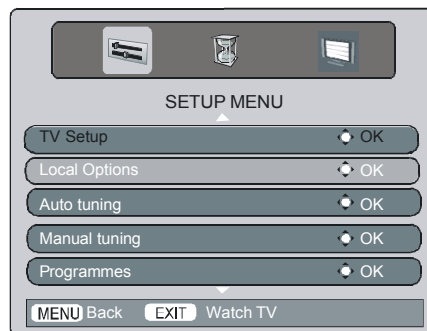 SETUP MENU
TV Setup OK
Local Options OK
Auto tuning OK
Manual tuning OK
Programmes OK
MENU Back EXIT Watch TV